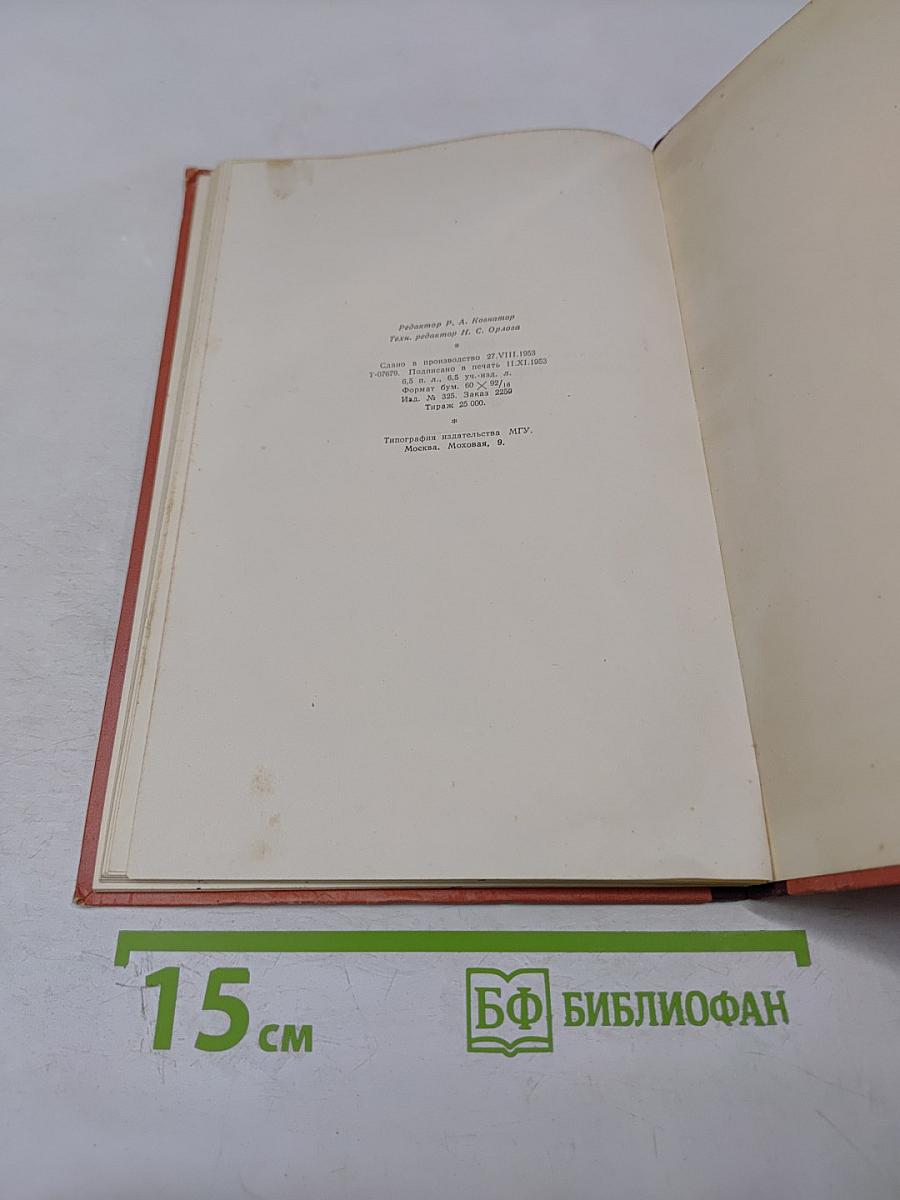 Редактор Р. А. Ковнатор
Техн. редактор Н. С. Орлова
*
Сдано в производство 27.VIII.1953
Т-07679. Подписано в печать 11.XI.1953
6,5 п. л., 6,5 уч.-изд. л.
Формат бум. 60 × 92/16
Изд. № 325. Заказ 2259
Тираж 25 000.
*
Типография издательства МГУ.
Москва. Моховая, 9.
15 см
БФ БИБЛИОФАН